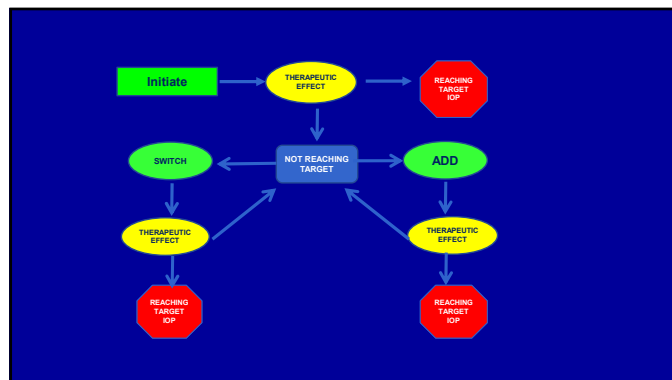 Initiate
THERAPEUTIC
EFFECT
REACHING
TARGET
IOP
SWITCH
NOT REACHING
TARGET
ADD
THERAPEUTIC
EFFECT
THERAPEUTIC
EFFECT
REACHING
TARGET
IOP
REACHING
TARGET
IOP